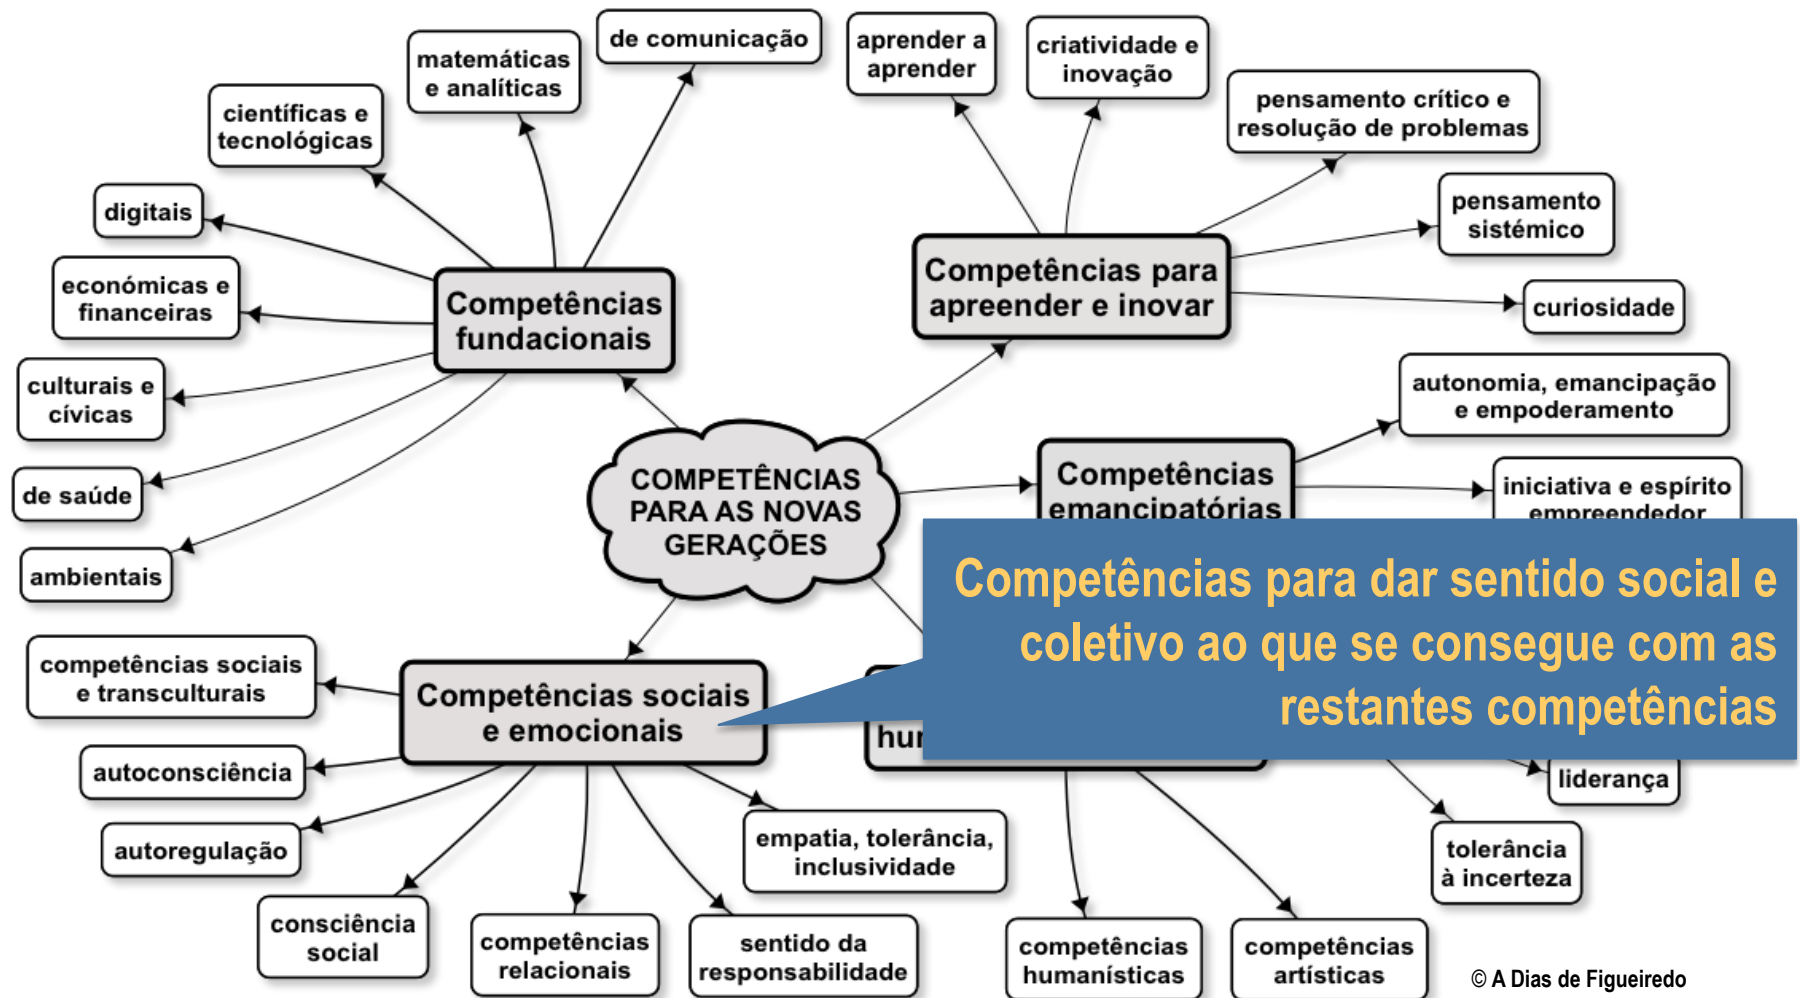 de comunicação
matemáticas
e analíticas
científicas e
tecnológicas
digitais
económicas e
financeiras
culturais e
cívicas
de saúde
ambientais
Competências
fundacionais
aprender a
aprender
criatividade e
inovação
pensamento crítico e
resolução de problemas
pensamento
sistémico
curiosidade
Competências para
apreender e inovar
COMPETÊNCIAS
PARA AS NOVAS
GERAÇÕES
Competências
emancipatórias
autonomia, emancipação
e empoderamento
iniciativa e espírito
empreendedor
Competências para dar sentido social e
coletivo ao que se consegue com as
restantes competências
liderança
tolerância
à incerteza
Competências sociais
e emocionais
competências sociais
e transculturais
autoconsciência
autoregulação
consciência
social
competências
relacionais
sentido da
responsabilidade
empatia, tolerância,
inclusividade
competências
humanísticas
competências
artísticas
© A Dias de Figueiredo